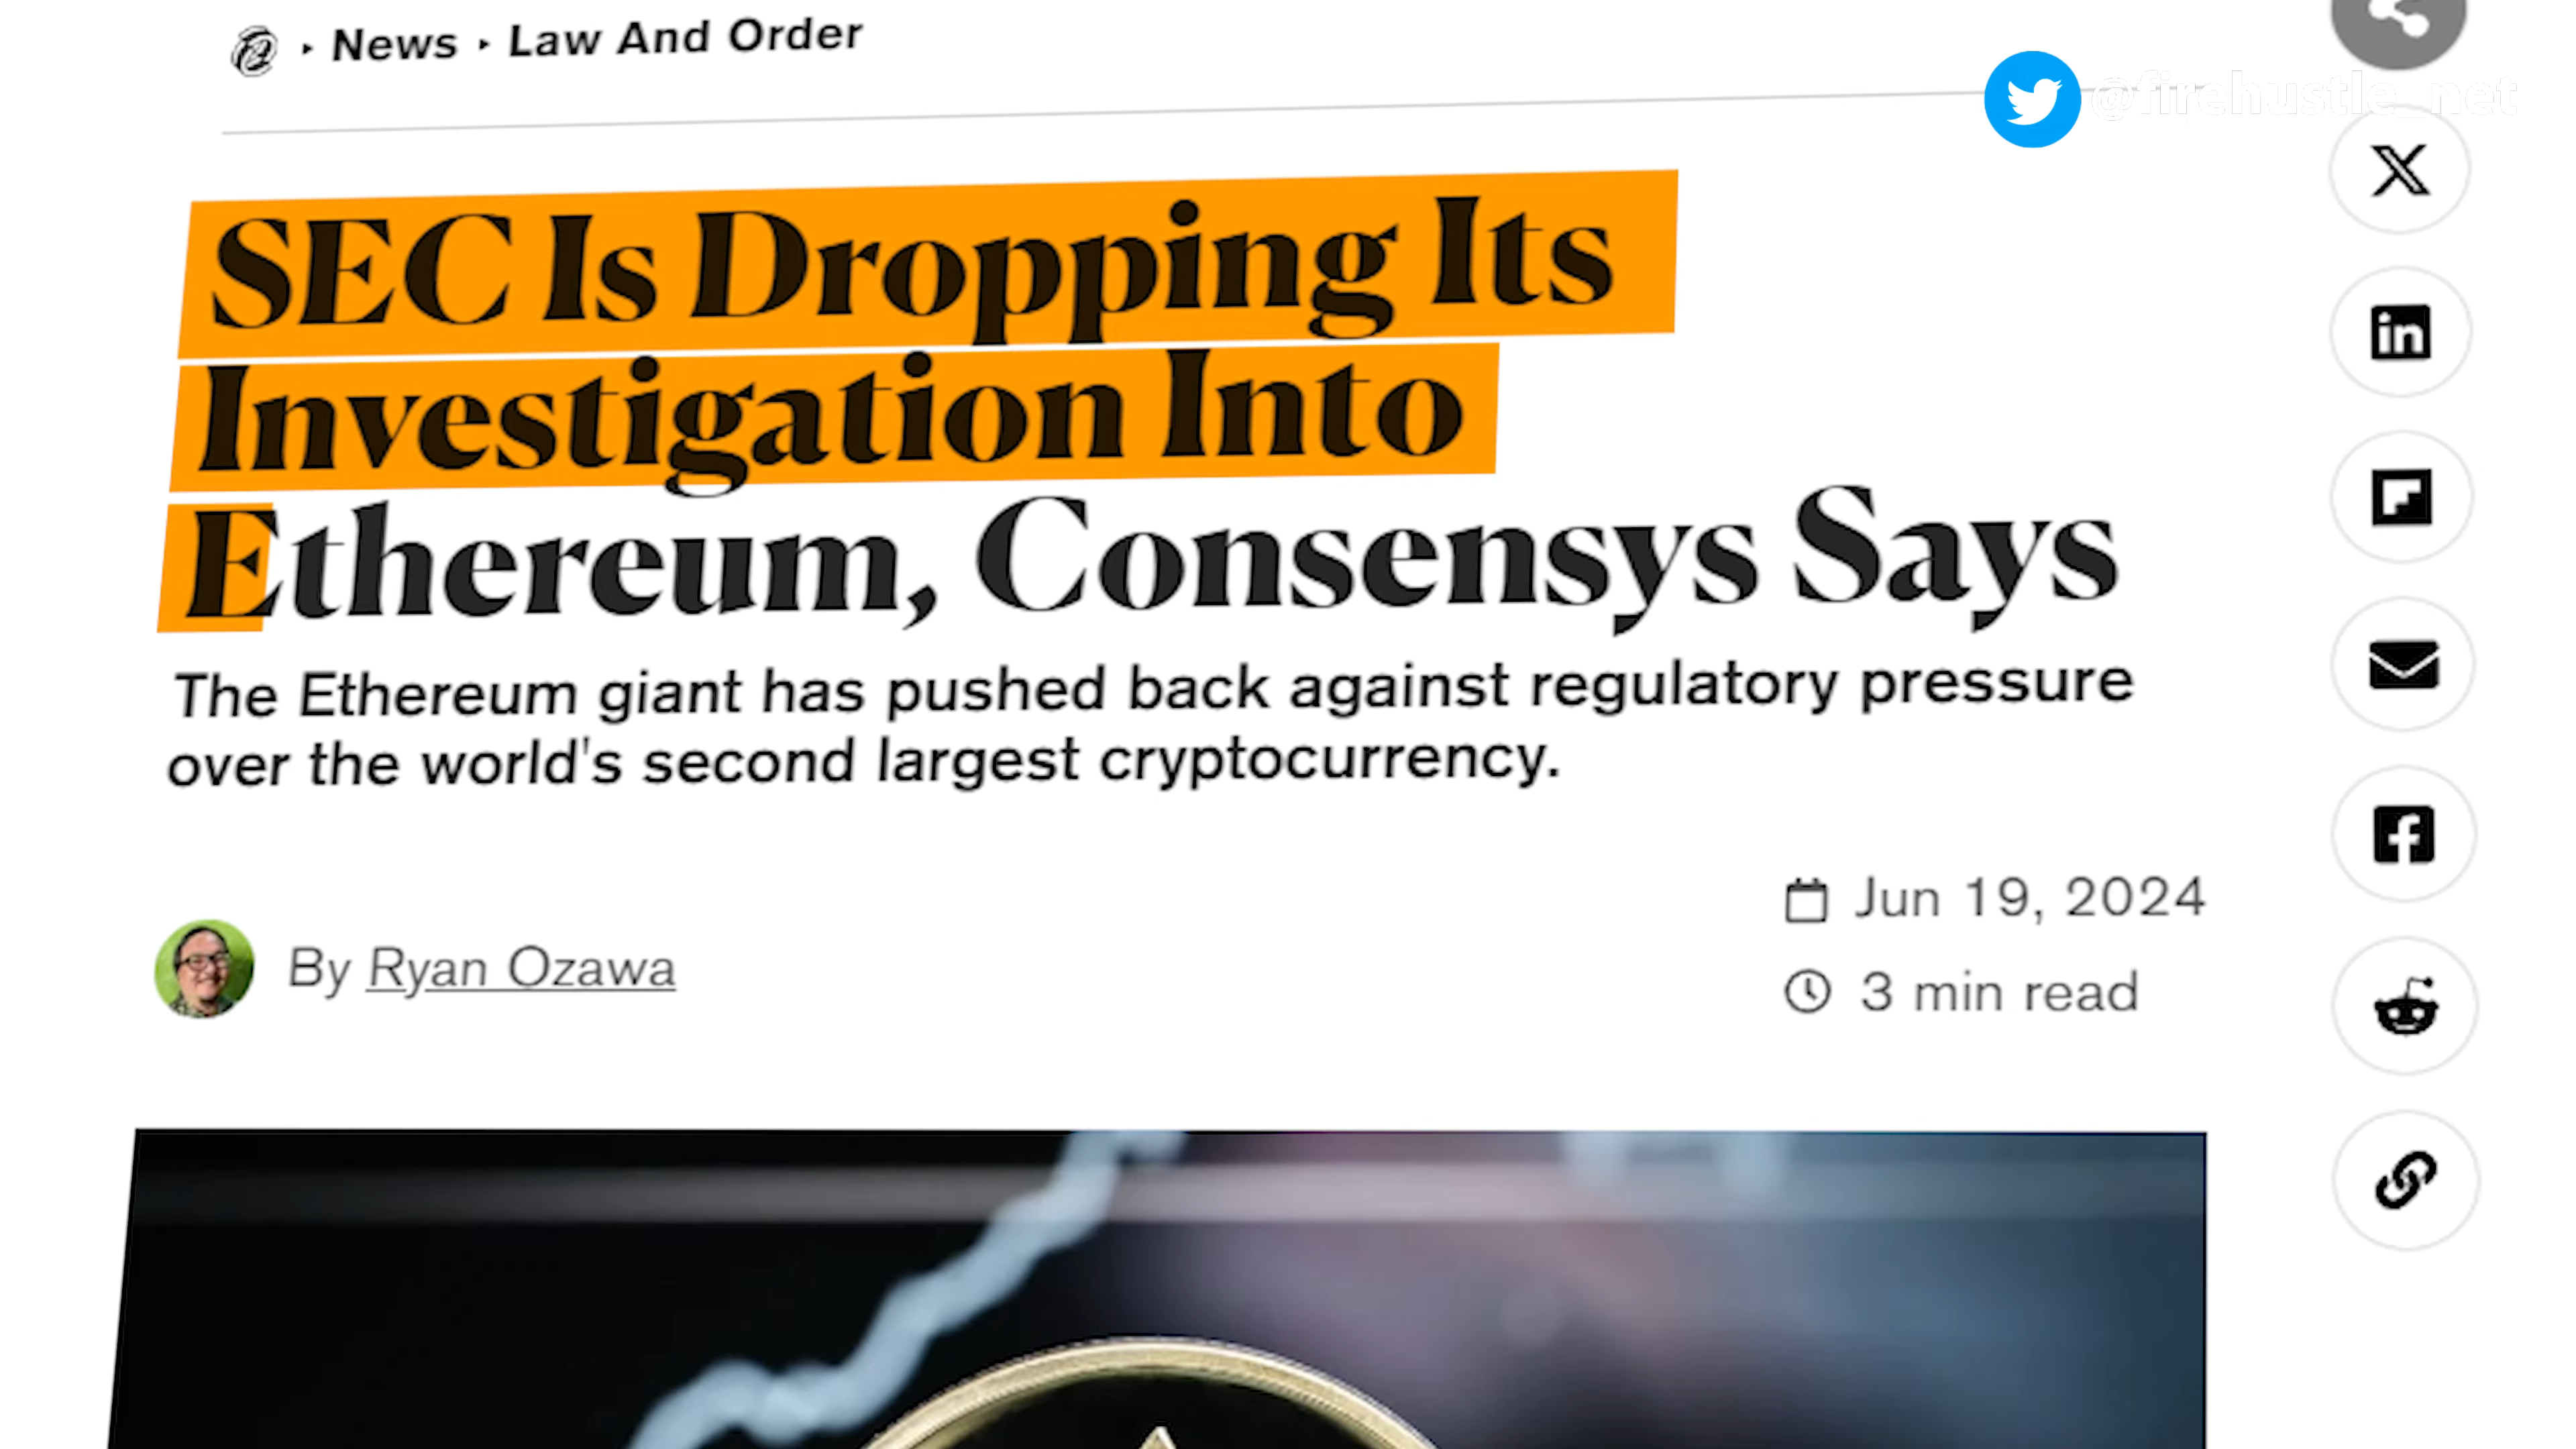 News ▸ Law And Order
@firehustle_net
SEC Is Dropping Its
Investigation Into
Ethereum, Consensys Says
The Ethereum giant has pushed back against regulatory pressure
over the world's second largest cryptocurrency.
Jun 19, 2024
By Ryan Ozawa
3 min read